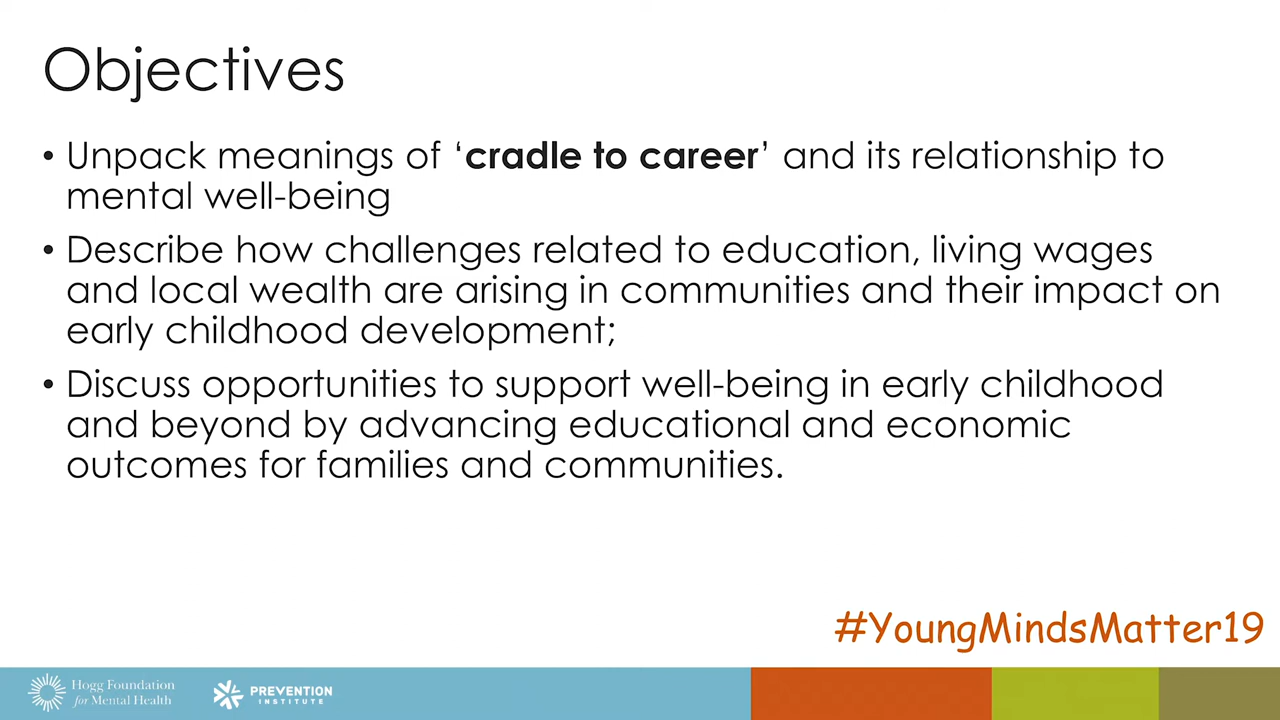 Objectives
• Unpack meanings of ‘cradle to career’ and its relationship to
mental well-being
• Describe how challenges related to education, living wages
and local wealth are arising in communities and their impact on
early childhood development;
• Discuss opportunities to support well-being in early childhood
and beyond by advancing educational and economic
outcomes for families and communities.
#YoungMindsMatter19
Hogg Foundation
for Mental Health
PREVENTION
INSTITUTE